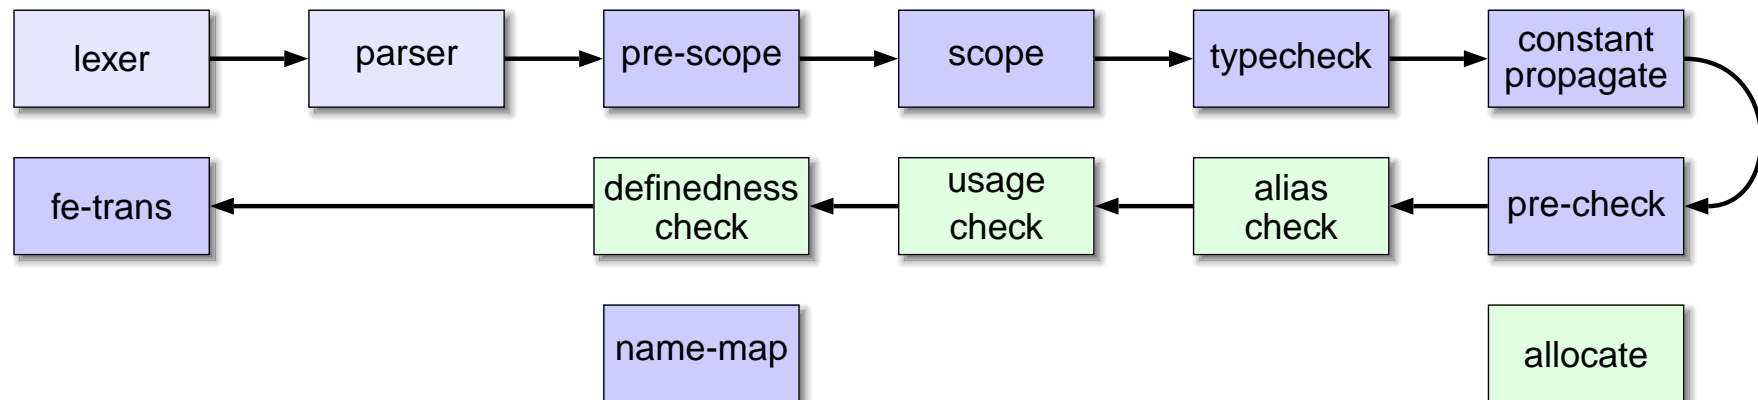 lexer
parser
pre-scope
scope
typecheck
constant
propagate
fe-trans
definedness
check
usage
check
alias
check
pre-check
name-map
allocate